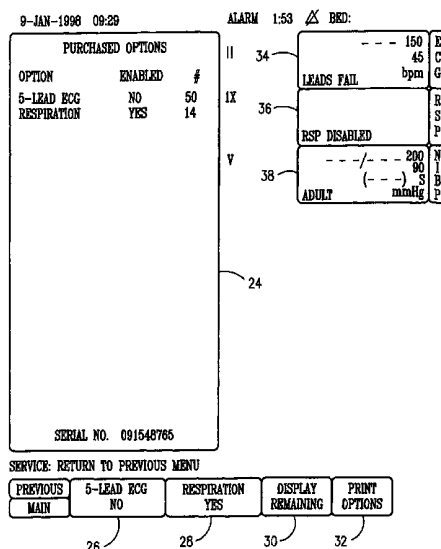 9-JAN-1998 09:29 ALARM 1:53 BED:
PURCHASED OPTIONS
OPTION ENABLED #
5-LEAD ECG NO 50
RESPIRATION YES 14
SERIAL NO. 091548765
II
1X
V
24
34
--- 150
45
bpm
LEADS FAIL
E
C
G
36
RSP DISABLED
R
S
P
38
---/---200
90
(---) S
mmHg
ADULT
N
I
B
P
SERVICE: RETURN TO PREVIOUS MENU
PREVIOUS
MAIN
5-LEAD ECG
NO
RESPIRATION
YES
DISPLAY
REMAINING
PRINT
OPTIONS
26
28
30
32